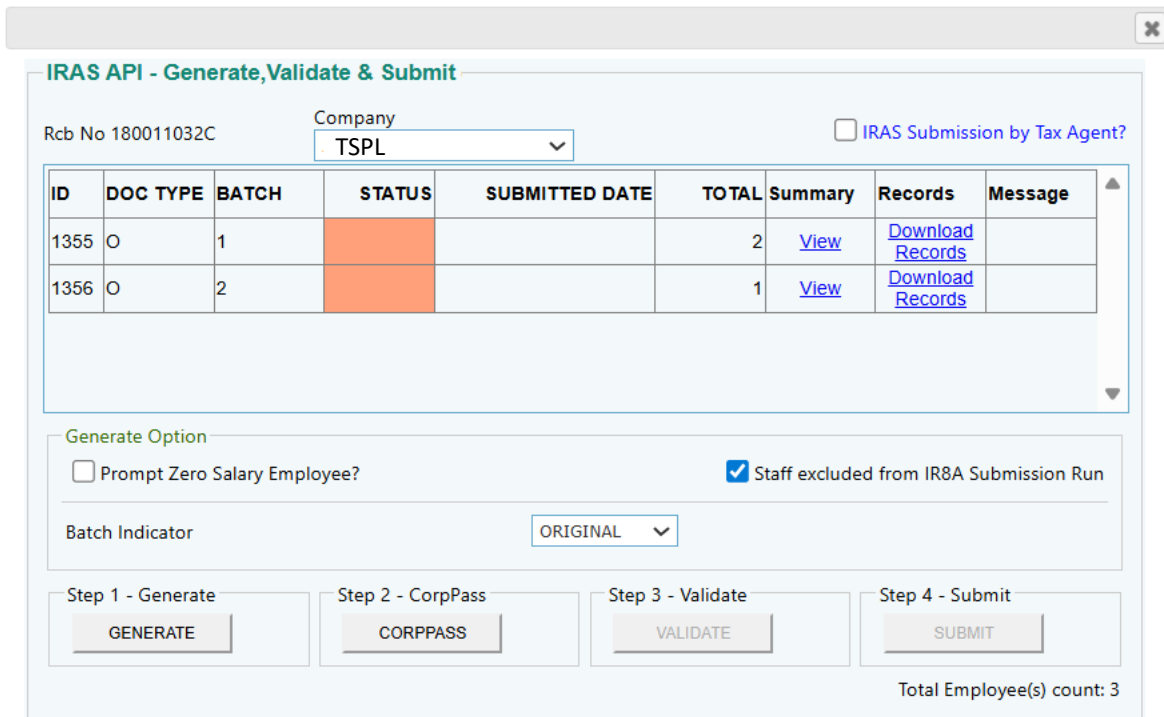 IRAS API - Generate,Validate & Submit
Rcb No 180011032C
Company
TSPL
IRAS Submission by Tax Agent?
ID DOC TYPE BATCH STATUS SUBMITTED DATE TOTAL Summary Records Message
1355 O 1 2 View Download Records
1356 O 2 1 View Download Records
Generate Option
Prompt Zero Salary Employee? Staff excluded from IR8A Submission Run
Batch Indicator ORIGINAL
Step 1 - Generate Step 2 - CorpPass Step 3 - Validate Step 4 - Submit
GENERATE CORPPASS VALIDATE SUBMIT
Total Employee(s) count: 3